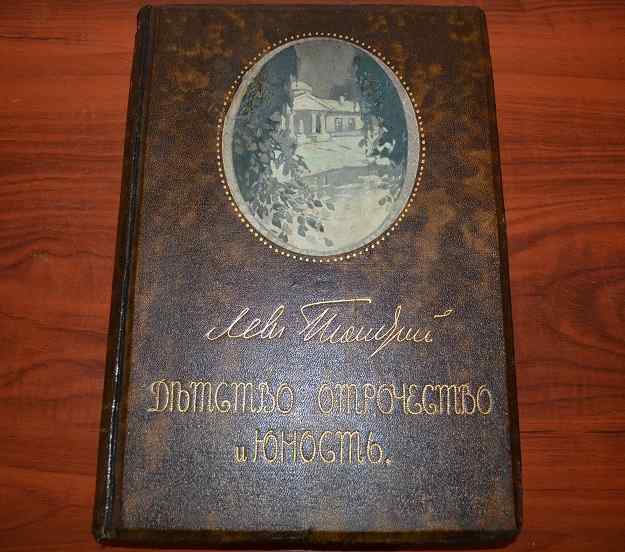 Левъ Толстой
Дѣтство Отрочество
и Юность.